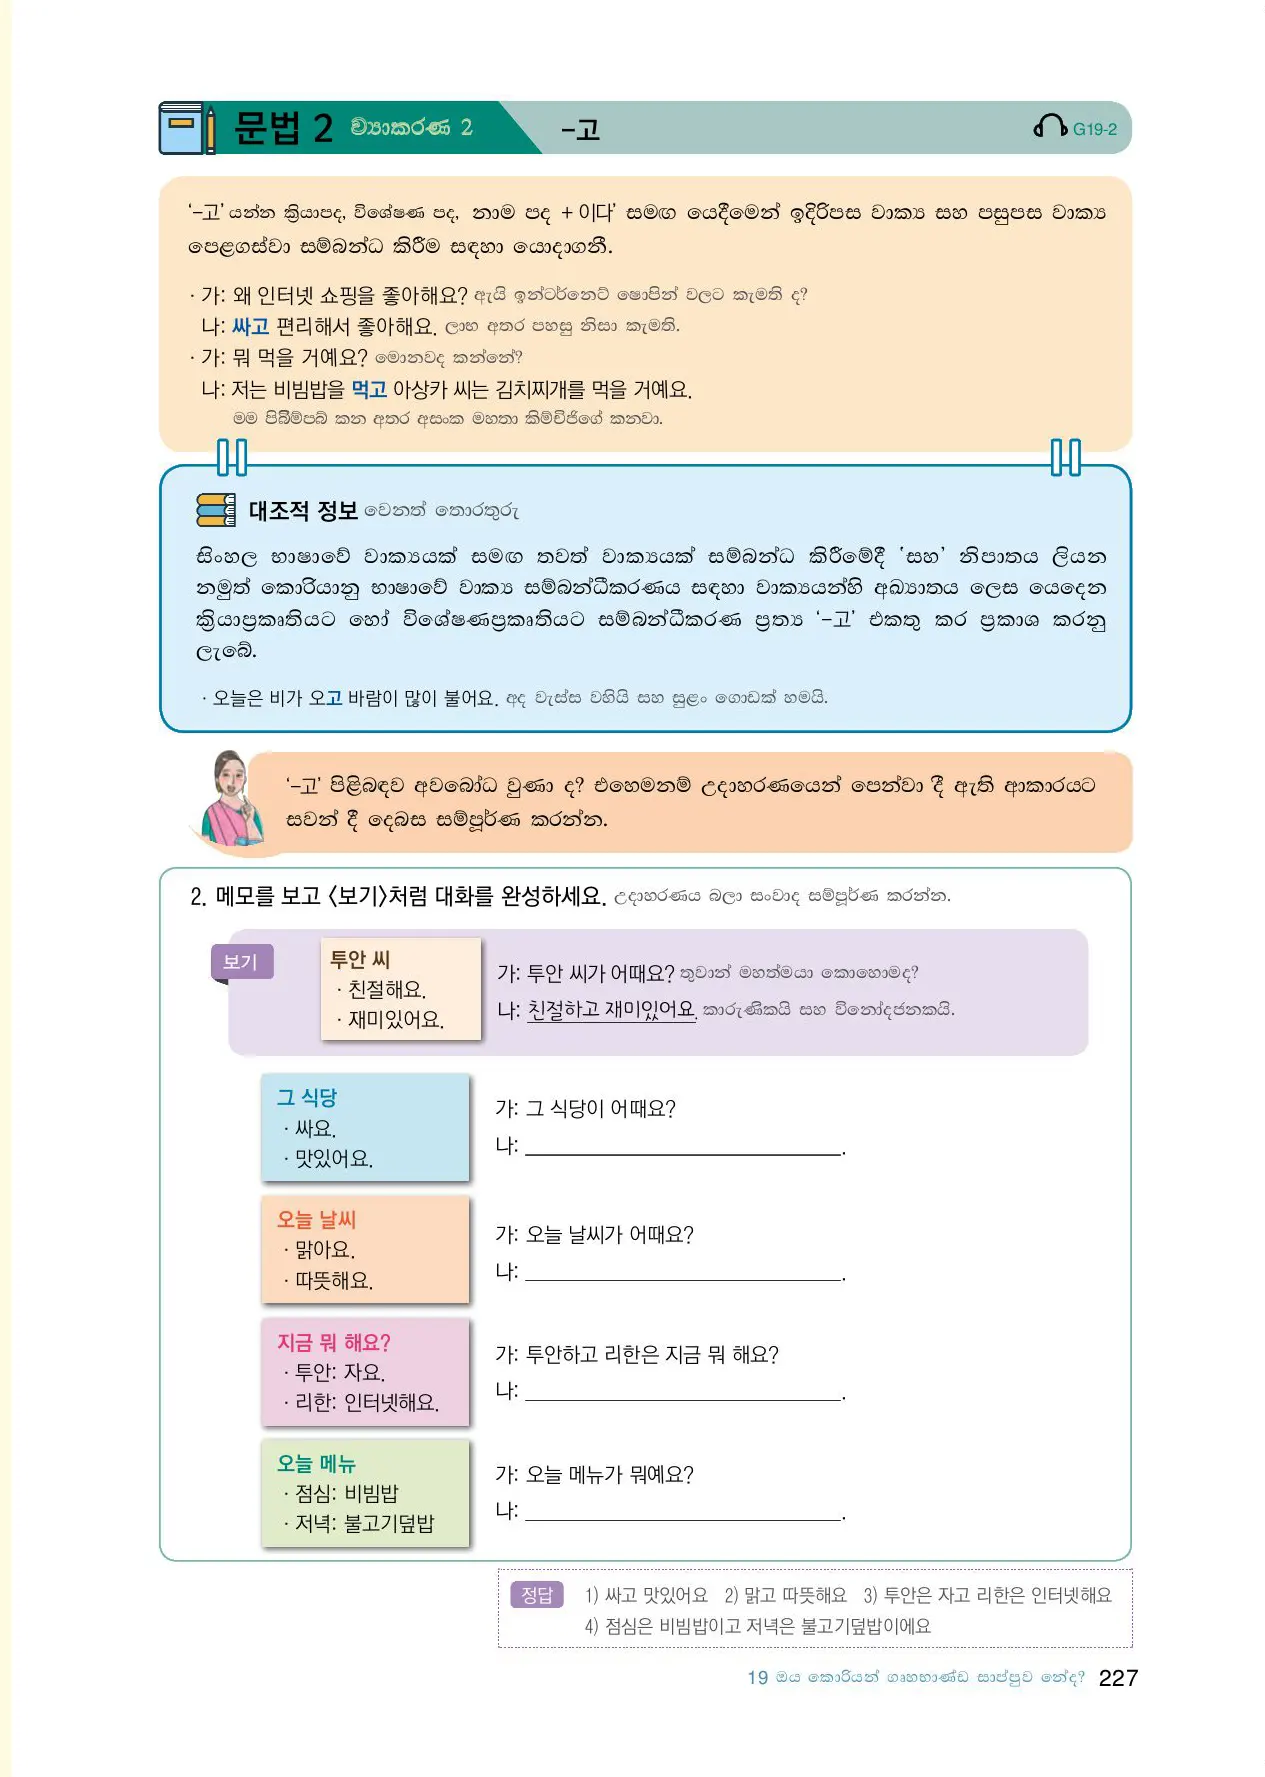 문법 2 ව්‍යාකරණ 2 -고 G19-2
‘-고’ යන්න ක්‍රියාපද, විශේෂණ පද, නාම පද + 이다’ සමඟ යෙදීමෙන් ඉදිරිපස වාක්‍ය සහ පසුපස වාක්‍ය
පෙළගස්වා සම්බන්ධ කිරීම සඳහා යොදාගනී.
· 가: 왜 인터넷 쇼핑을 좋아해요? ඇයි ඉන්ටර්නෙට් ෂොපින් වලට කැමති ද?
나: 싸고 편리해서 좋아해요. ලාභ අතර පහසු නිසා කැමති.
· 가: 뭐 먹을 거예요? මොනවද කන්නේ?
나: 저는 비빔밥을 먹고 아상카 씨는 김치찌개를 먹을 거예요.
මම පිබිම්පබ් කන අතර අසංක මහතා කිම්චිජිගේ කනවා.
대조적 정보 වෙනත් තොරතුරු
සිංහල භාෂාවේ වාක්‍යයක් සමඟ තවත් වාක්‍යයක් සම්බන්ධ කිරීමේදී ‘සහ’ නිපාතය ලියන
නමුත් කොරියානු භාෂාවේ වාක්‍ය සම්බන්ධීකරණය සඳහා වාක්‍යයන්හි අඛ්‍යාතය ලෙස යෙදෙන
ක්‍රියාප්‍රකෘතියට හෝ විශේෂණප්‍රකෘතියට සම්බන්ධීකරණ ප්‍රත්‍ය ‘-고’ එකතු කර ප්‍රකාශ කරනු
ලැබේ.
· 오늘은 비가 오고 바람이 많이 불어요. අද වැස්ස වහියි සහ සුළං ගොඩක් හමයි.
‘-고’ පිළිබඳව අවබෝධ වුණා ද? එහෙමනම් උදාහරණයෙන් පෙන්වා දී ඇති ආකාරයට
සවන් දී දෙබස සම්පූර්ණ කරන්න.
2. 메모를 보고 〈보기〉처럼 대화를 완성하세요. උදාහරණය බලා සංවාද සම්පූර්ණ කරන්න.
보기
투안 씨
· 친절해요.
· 재미있어요.
가: 투안 씨가 어때요? තුවාන් මහත්මයා කොහොමද?
나: 친절하고 재미있어요. කාරුණිකයි සහ විනෝදජනකයි.
그 식당
· 싸요.
· 맛있어요.
가: 그 식당이 어때요?
나: ____________________.
오늘 날씨
· 맑아요.
· 따뜻해요.
가: 오늘 날씨가 어때요?
나: ____________________.
지금 뭐 해요?
· 투안: 자요.
· 리한: 인터넷해요.
가: 투안하고 리한은 지금 뭐 해요?
나: ____________________.
오늘 메뉴
· 점심: 비빔밥
· 저녁: 불고기덮밥
가: 오늘 메뉴가 뭐예요?
나: ____________________.
정답 1) 싸고 맛있어요 2) 맑고 따뜻해요 3) 투안은 자고 리한은 인터넷해요
4) 점심은 비빔밥이고 저녁은 불고기덮밥이에요
19 ඔය කොරියන් ගෘහභාණ්ඩ සාප්පුව නේද? 227